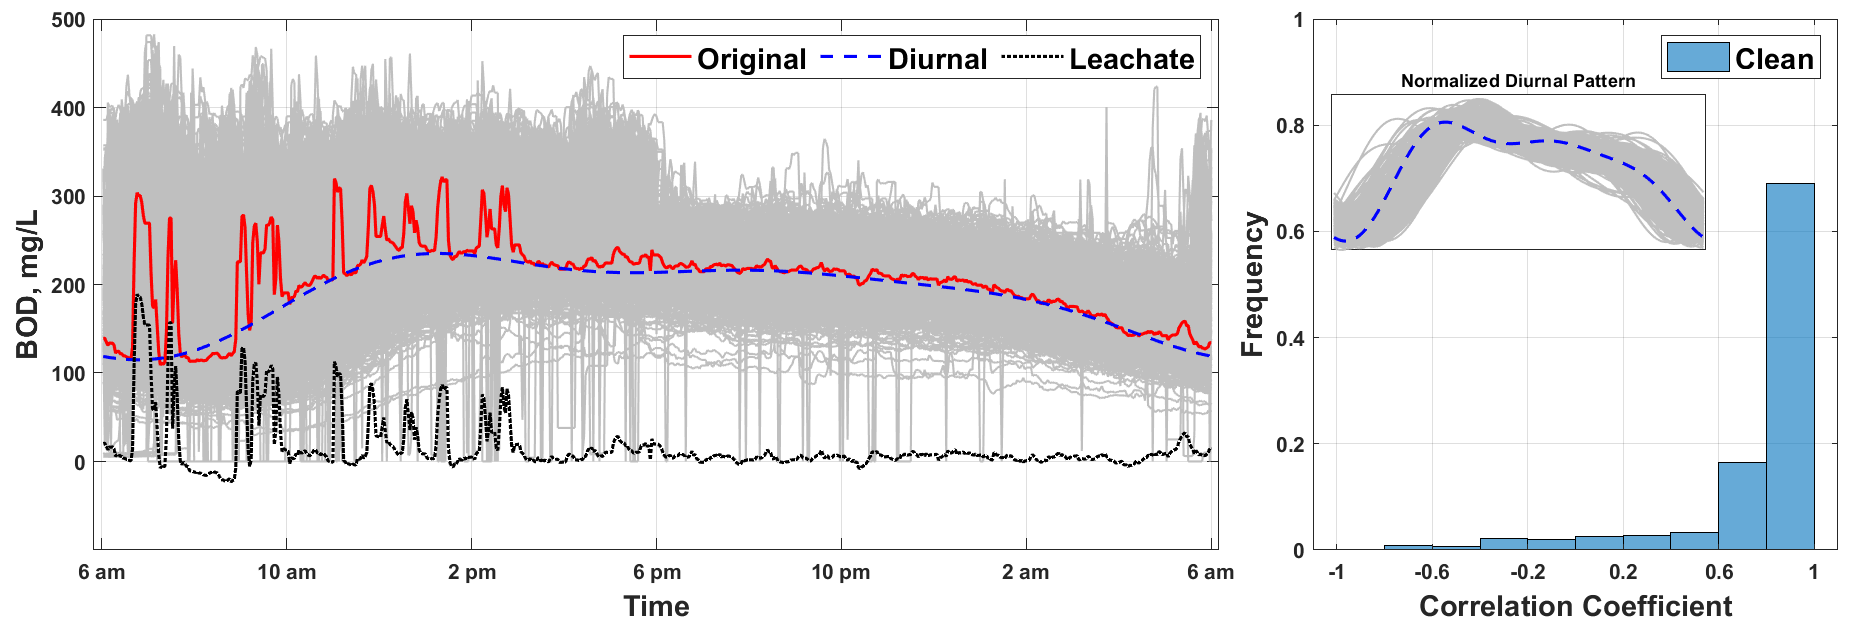 500
400
300
200
100
0
BOD, mg/L
Original Diurnal Leachate
6 am 10 am 2 pm 6 pm 10 pm 2 am 6 am
Time
1
0.8
0.6
0.4
0.2
0
Frequency
Clean
Normalized Diurnal Pattern
-1 -0.6 -0.2 0.2 0.6 1
Correlation Coefficient